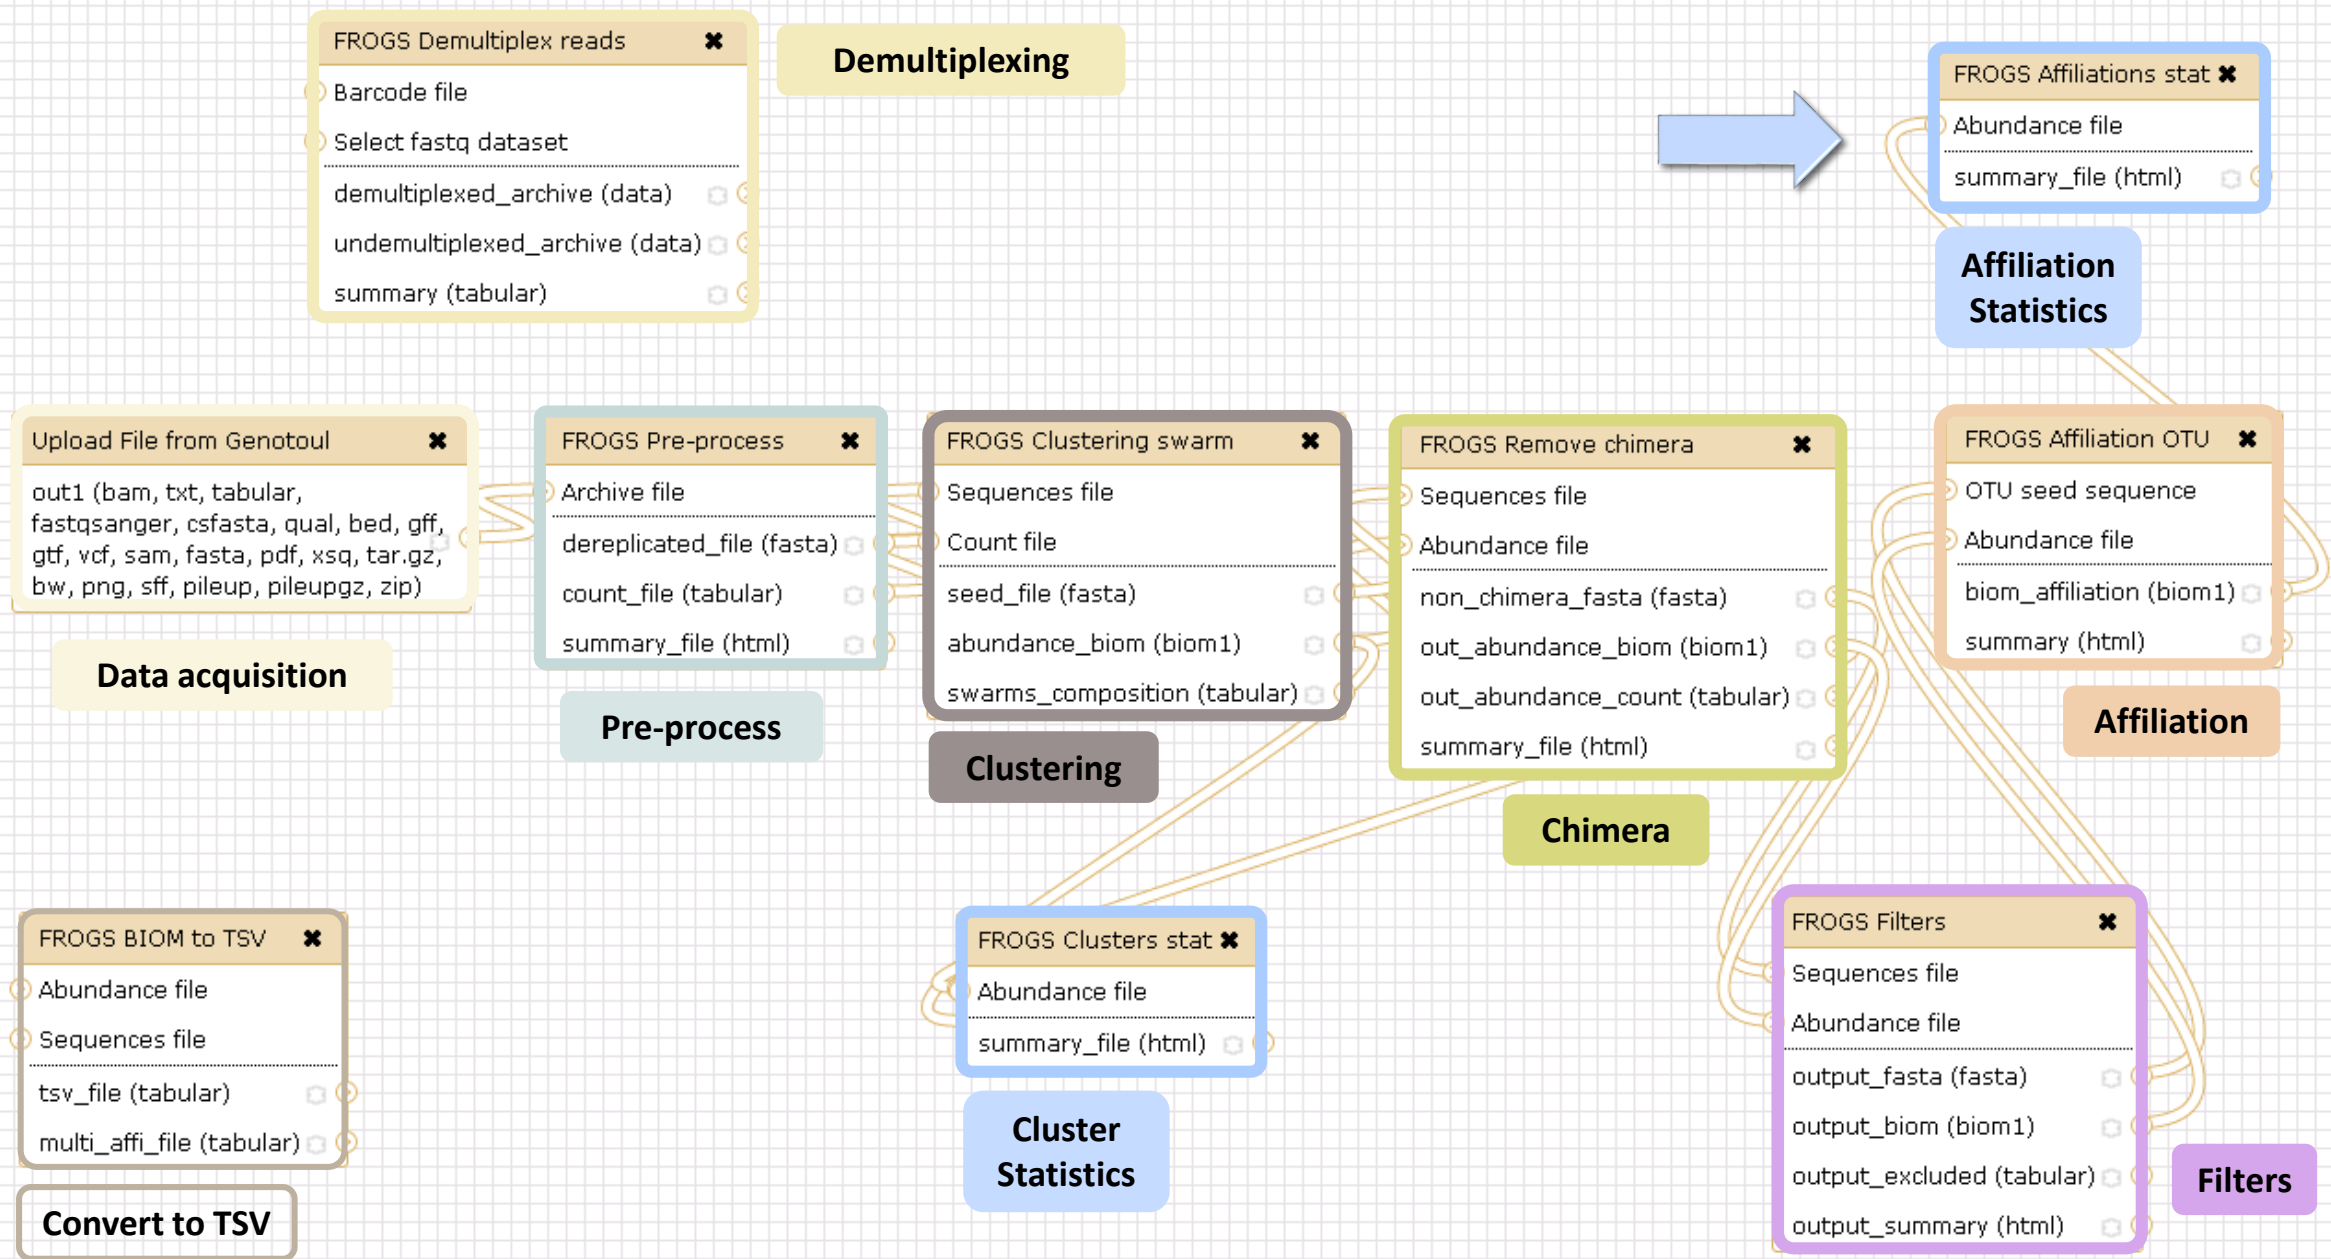 FROGS Demultiplex reads
Barcode file
Select fastq dataset
demultiplexed_archive (data)
undemultiplexed_archive (data)
summary (tabular)
Demultiplexing
FROGS Affiliations stat
Abundance file
summary_file (html)
Affiliation
Statistics
Upload File from Genotoul
out1 (bam, txt, tabular,
fastqsanger, csfasta, qual, bed, gff,
gtf, vcf, sam, fasta, pdf, xsq, tar.gz,
bw, png, sff, pileup, pileupgz, zip)
Data acquisition
FROGS Pre-process
Archive file
dereplicated_file (fasta)
count_file (tabular)
summary_file (html)
Pre-process
FROGS Clustering swarm
Sequences file
Count file
seed_file (fasta)
abundance_biom (biom1)
swarms_composition (tabular)
Clustering
FROGS Remove chimera
Sequences file
Abundance file
non_chimera_fasta (fasta)
out_abundance_biom (biom1)
out_abundance_count (tabular)
summary_file (html)
Chimera
FROGS Affiliation OTU
OTU seed sequence
Abundance file
biom_affiliation (biom1)
summary (html)
Affiliation
FROGS BIOM to TSV
Abundance file
Sequences file
tsv_file (tabular)
multi_affi_file (tabular)
Convert to TSV
FROGS Clusters stat
Abundance file
summary_file (html)
Cluster
Statistics
FROGS Filters
Sequences file
Abundance file
output_fasta (fasta)
output_biom (biom1)
output_excluded (tabular)
output_summary (html)
Filters